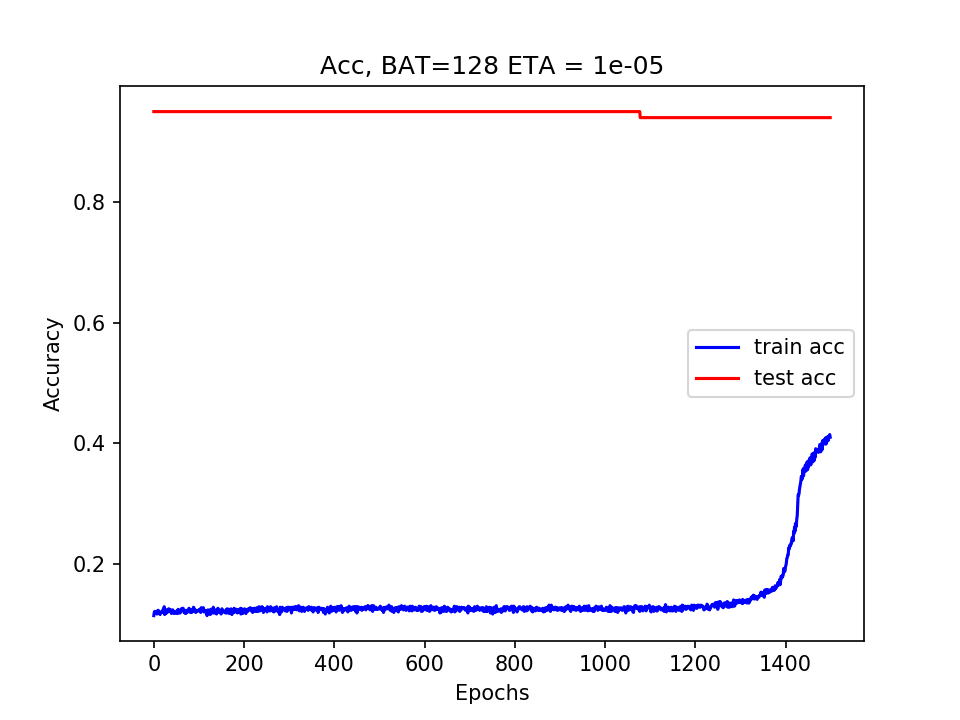 Acc, BAT=128 ETA = 1e-05
Accuracy
0.8
0.6
0.4
0.2
train acc
test acc
0 200 400 600 800 1000 1200 1400
Epochs